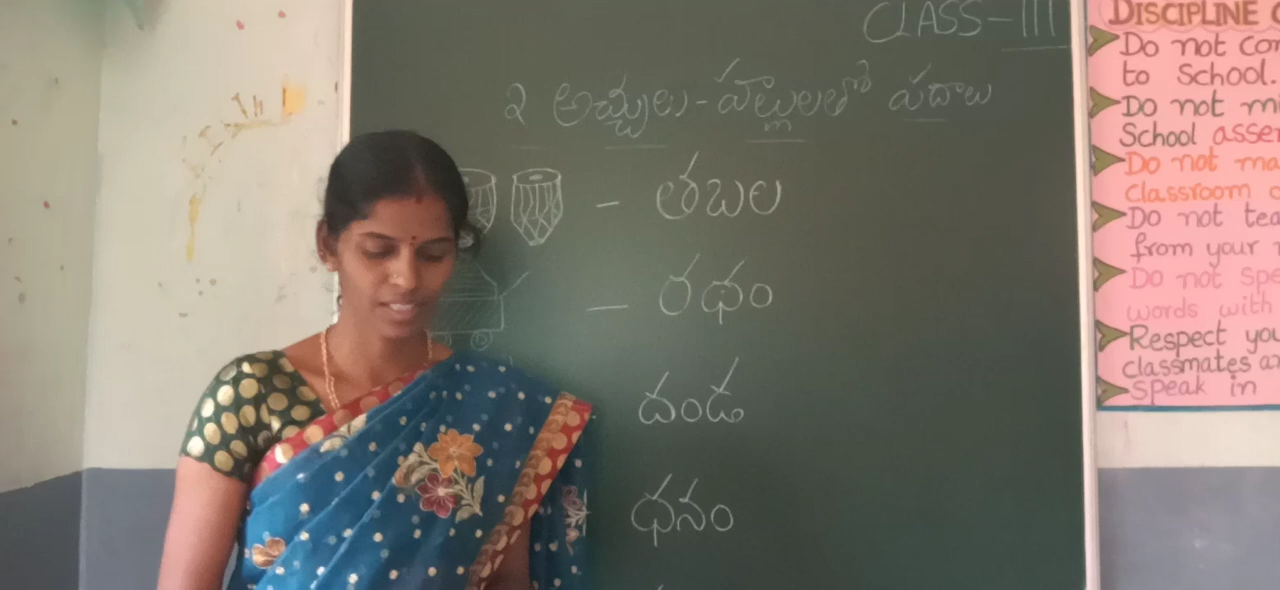 CLASS-III
2 అచ్చులు - హల్లులతో పదాలు
- తబల
- రథం
దండ
ధనం
DISCIPLINE
Do not
to School.
Do not
School
Do not
Classroom
Do not
from your
Do not
words with
Respect
classmates
speak in